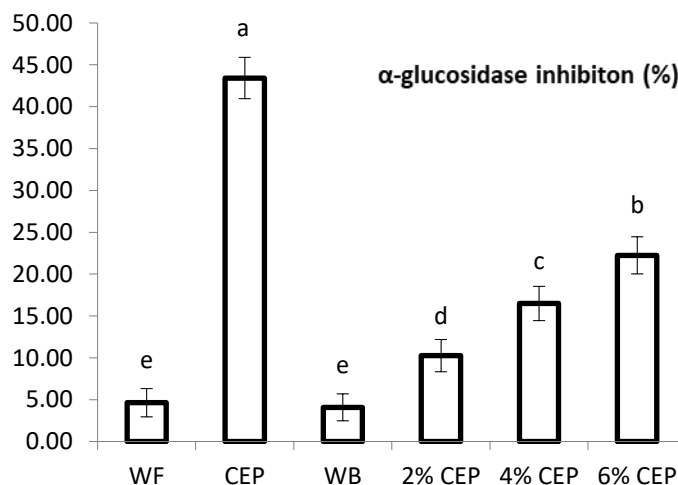 50.00
45.00
40.00
35.00
30.00
25.00
20.00
15.00
10.00
5.00
0.00
α-glucosidase inhibiton (%)
e
a
e
d
c
b
WF CEP WB 2% CEP 4% CEP 6% CEP